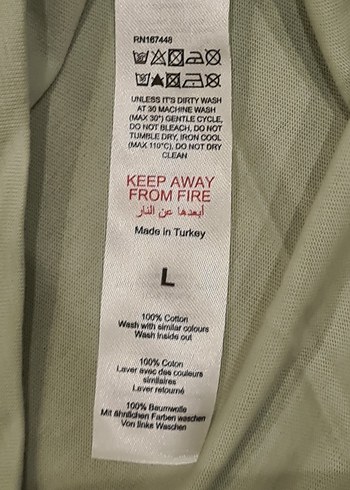 RN167448
UNLESS IT'S DIRTY WASH
AT 30 MACHINE WASH
(MAX 30°) GENTLE CYCLE,
DO NOT BLEACH, DO NOT
TUMBLE DRY, IRON COOL
(MAX 110°C), DO NOT DRY
CLEAN
KEEP AWAY
FROM FIRE
أبعدها عن النار
Made in Turkey
L
100% Cotton
Wash with similar colours
Wash inside out
100% Coton
Laver avec des couleurs
similaires
Laver retourné
100% Baumwolle
Mit ähnlichen Farben waschen
Von links Waschen